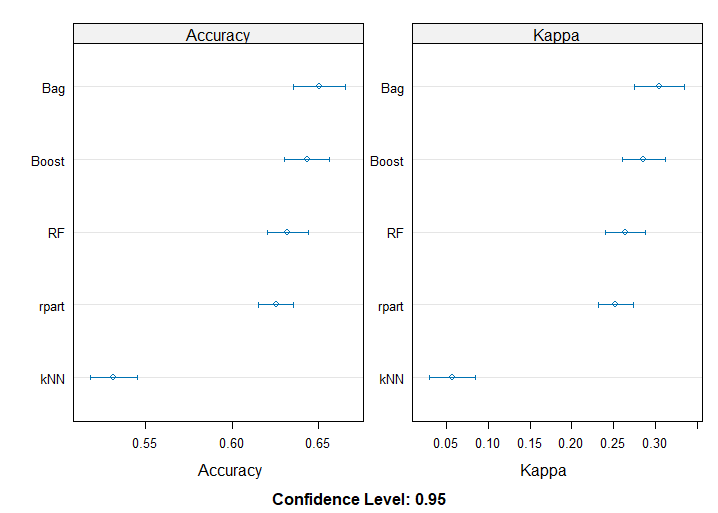 Accuracy
Kappa
Bag
Boost
RF
rpart
kNN
Bag
Boost
RF
rpart
kNN
0.55 0.60 0.65
0.05 0.10 0.15 0.20 0.25 0.30
Accuracy
Kappa
Confidence Level: 0.95